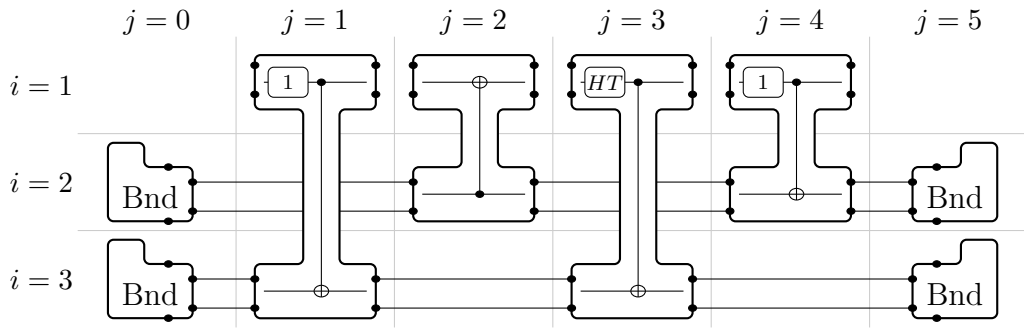 j = 0 j = 1 j = 2 j = 3 j = 4 j = 5
i = 1 1 HT 1
i = 2 Bnd Bnd
i = 3 Bnd Bnd